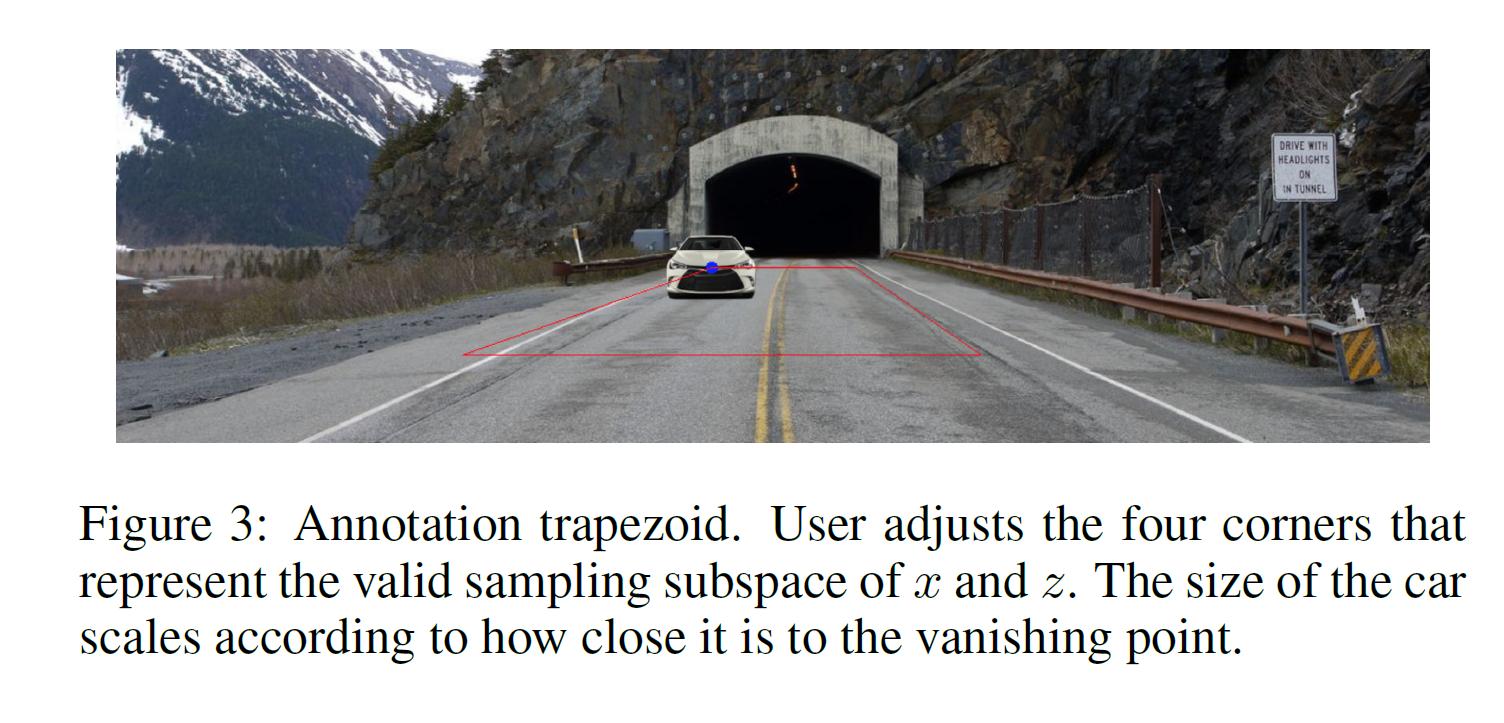 DRIVE WITH
HEADLIGHTS
ON
IN TUNNEL
Figure 3: Annotation trapezoid. User adjusts the four corners that
represent the valid sampling subspace of x and z. The size of the car
scales according to how close it is to the vanishing point.